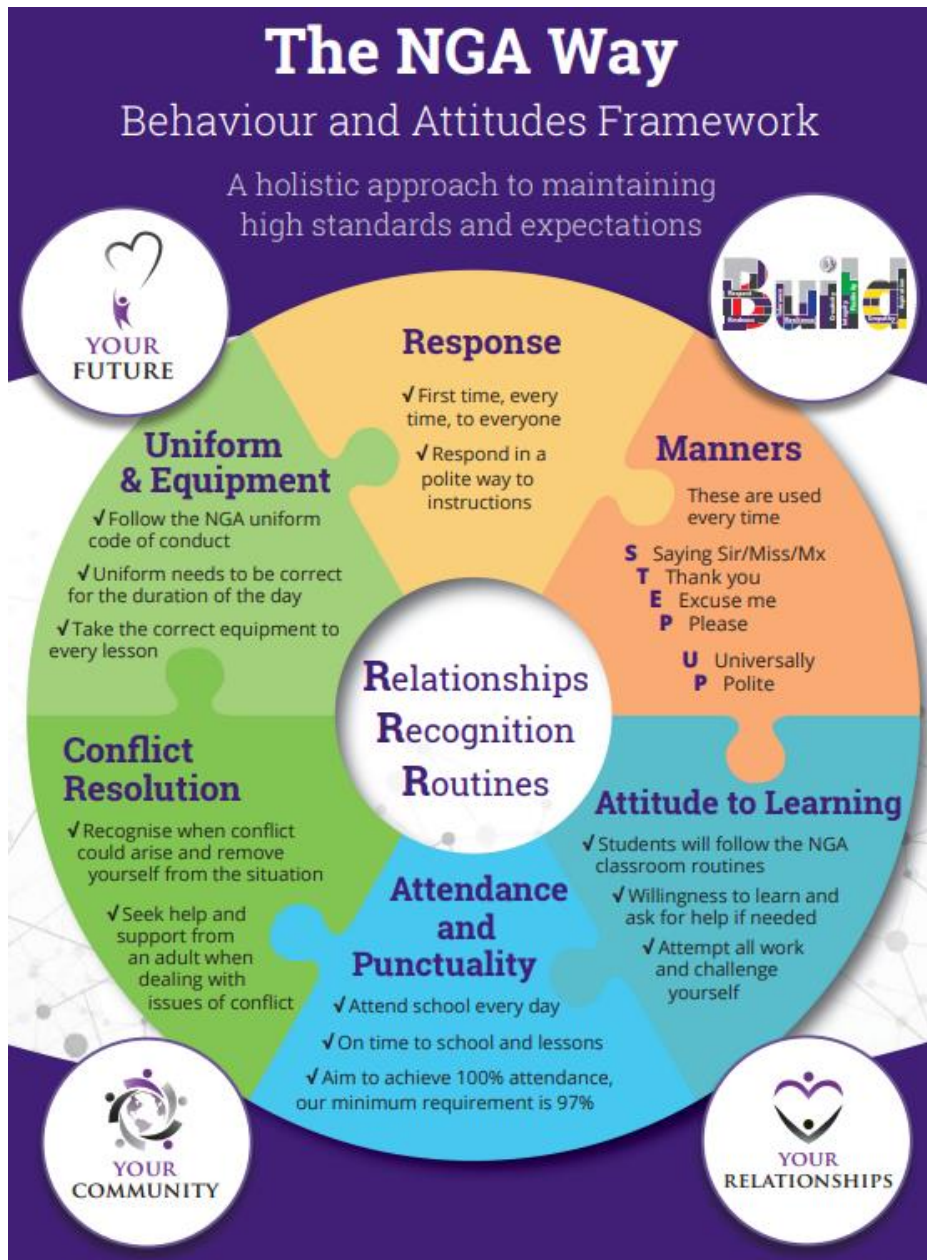 The NGA Way
Behaviour and Attitudes Framework
A holistic approach to maintaining
high standards and expectations
YOUR
FUTURE
Build
Response
√ First time, every
time, to everyone
√ Respond in a
polite way to
instructions
Manners
These are used
every time
S Saying Sir/Miss/Mx
T Thank you
E Excuse me
P Please
U Universally
P Polite
Attitude to Learning
√ Students will follow the NGA
classroom routines
√ Willingness to learn and
ask for help if needed
√ Attempt all work
and challenge
yourself
Attendance
and
Punctuality
√ Attend school every day
√ On time to school and lessons
√ Aim to achieve 100% attendance,
our minimum requirement is 97%
Conflict
Resolution
√ Recognise when conflict
could arise and remove
yourself from the situation
√ Seek help and
support from
an adult when
dealing with
issues of conflict
Uniform
& Equipment
√ Follow the NGA uniform
code of conduct
√ Uniform needs to be correct
for the duration of the day
√ Take the correct equipment to
every lesson
Relationships
Recognition
Routines
YOUR
COMMUNITY
YOUR
RELATIONSHIPS